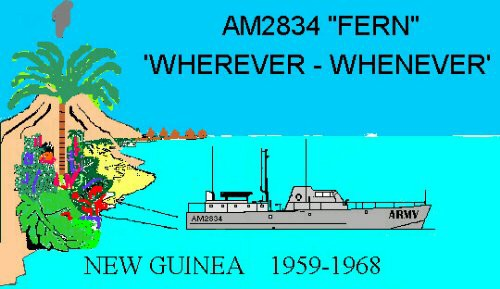 AM2834 "FERN"
'WHEREVER - WHENEVER'
AM2834
ARMY
NEW GUINEA 1959-1968